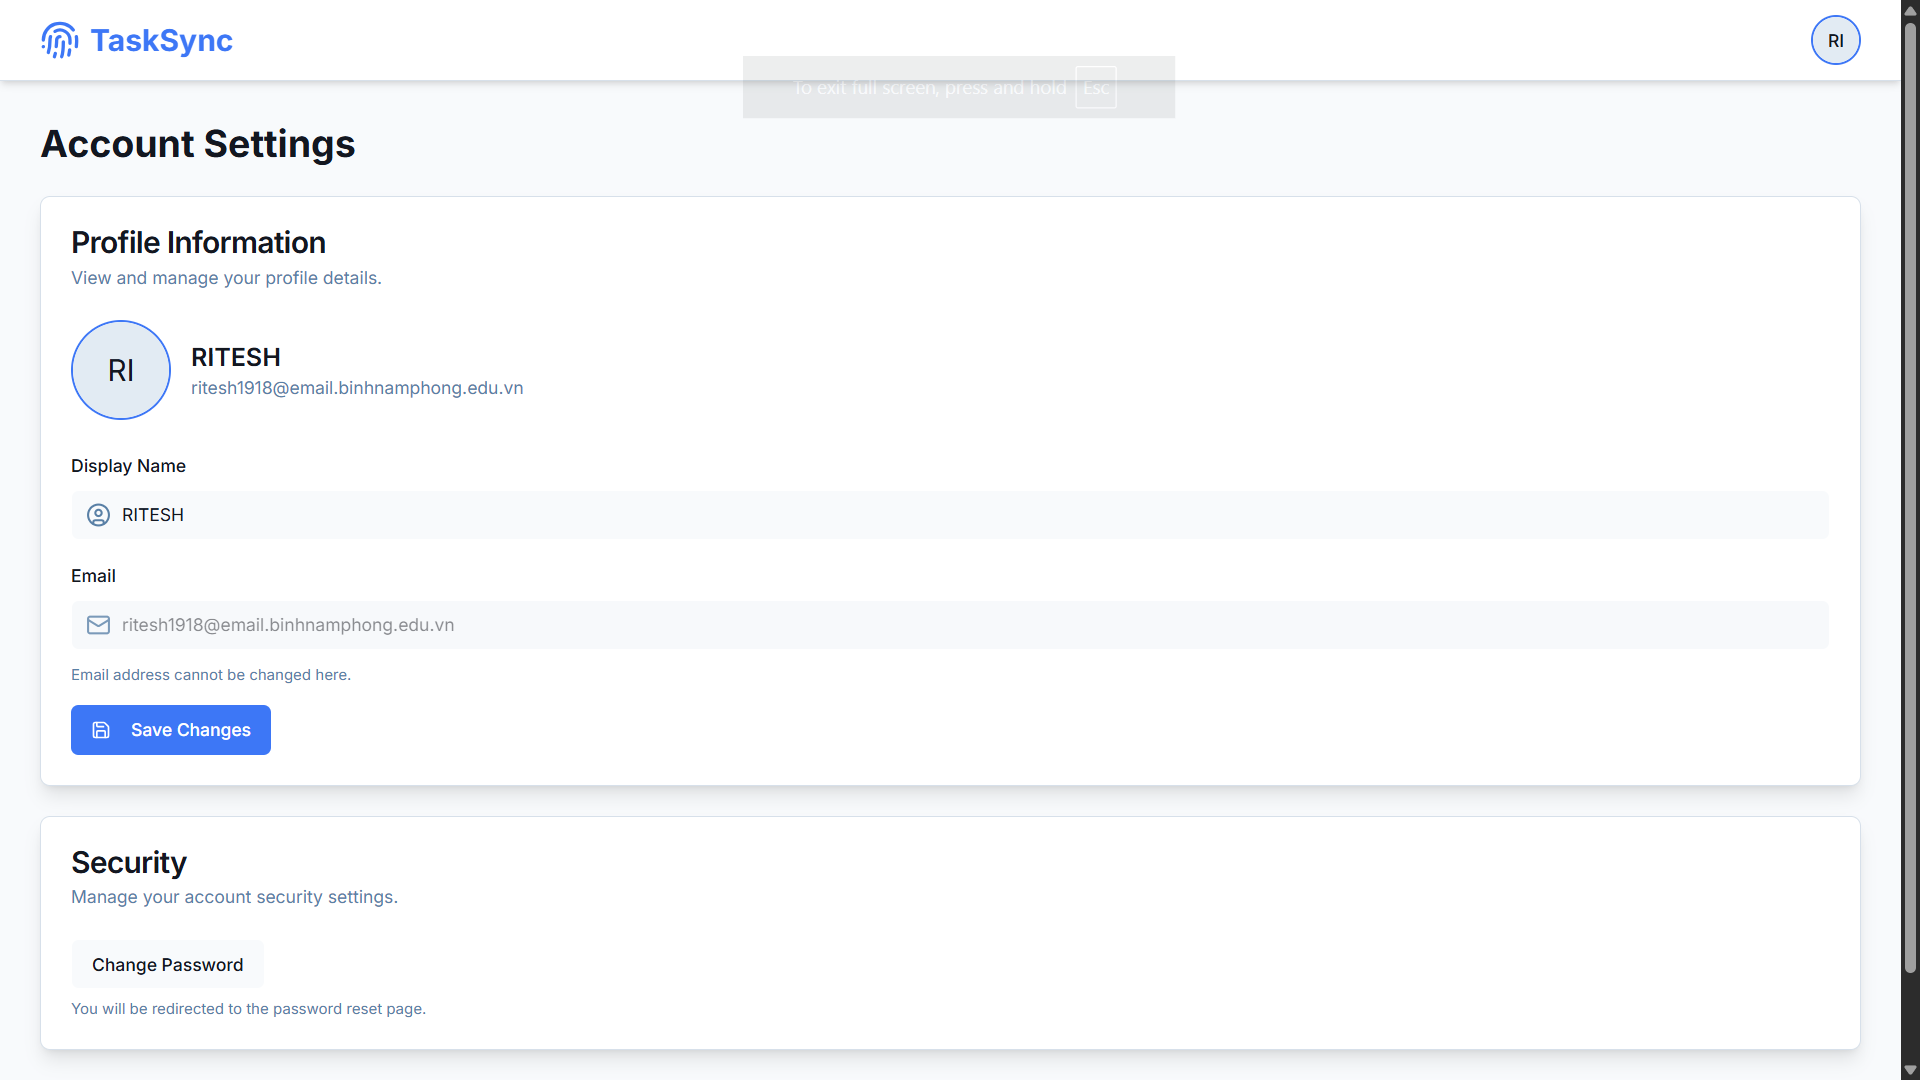 TaskSync
RI
To exit full screen, press and hold Esc
Account Settings
Profile Information
View and manage your profile details.
RI
RITESH
ritesh1918@email.binhnamphong.edu.vn
Display Name
RITESH
Email
ritesh1918@email.binhnamphong.edu.vn
Email address cannot be changed here.
Save Changes
Security
Manage your account security settings.
Change Password
You will be redirected to the password reset page.